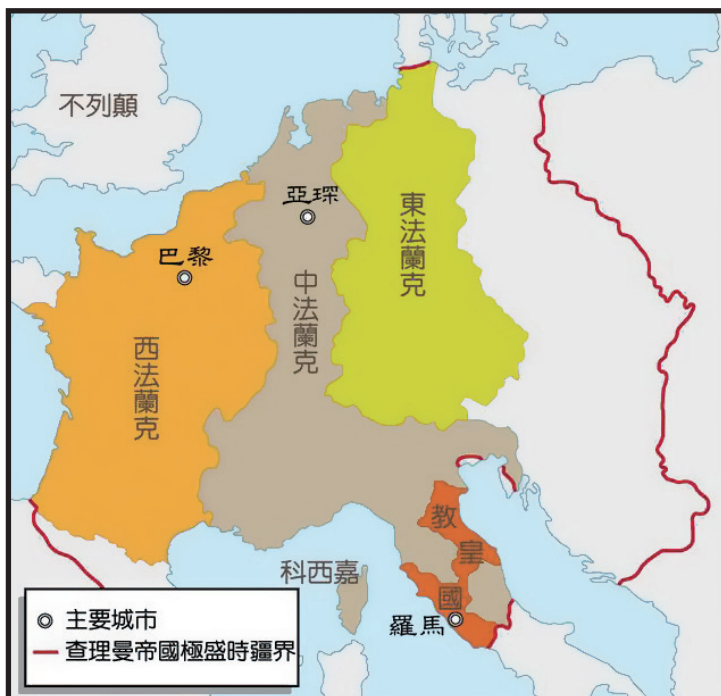 不列顛
亞琛
東法蘭克
巴黎
中法蘭克
西法蘭克
教皇國
科西嘉
羅馬
主要城市
查理曼帝國極盛時疆界